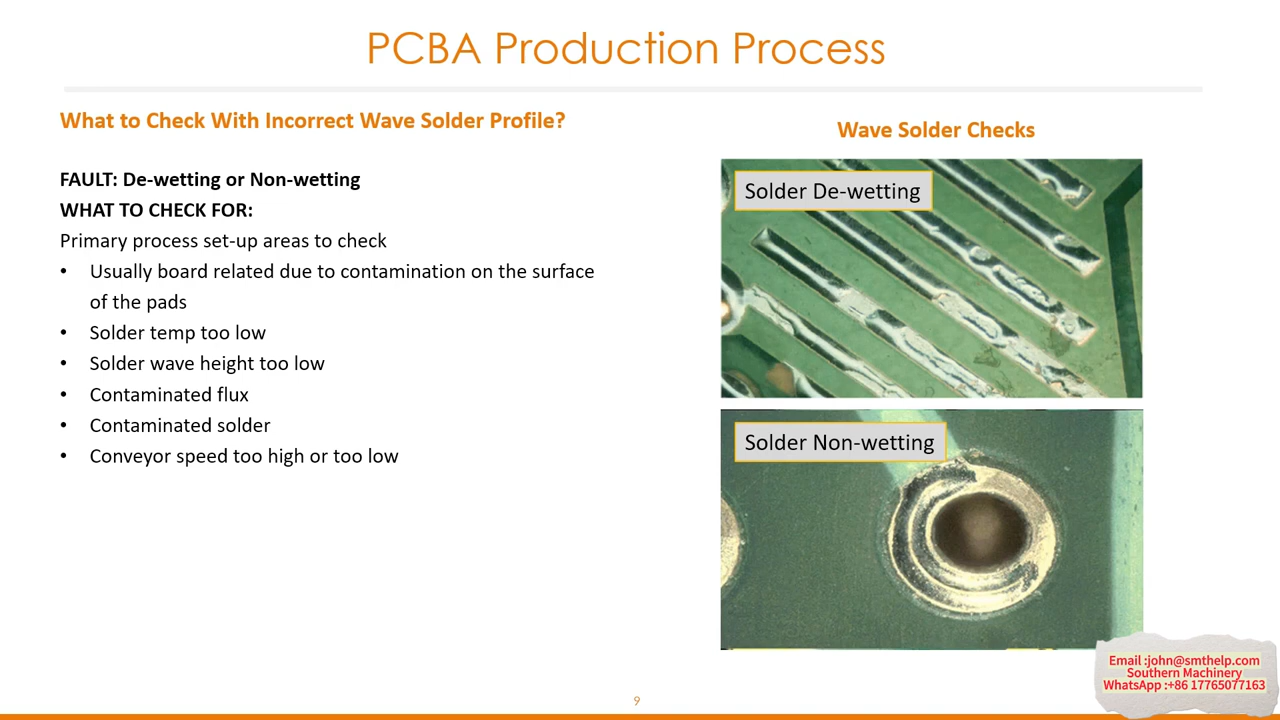 PCBA Production Process
What to Check With Incorrect Wave Solder Profile?
FAULT: De-wetting or Non-wetting
WHAT TO CHECK FOR:
Primary process set-up areas to check
• Usually board related due to contamination on the surface
of the pads
• Solder temp too low
• Solder wave height too low
• Contaminated flux
• Contaminated solder
• Conveyor speed too high or too low
Wave Solder Checks
Solder De-wetting
Solder Non-wetting
Email :john@smthelp.com
Southern Machinery
WhatsApp :+86 17765077163
9